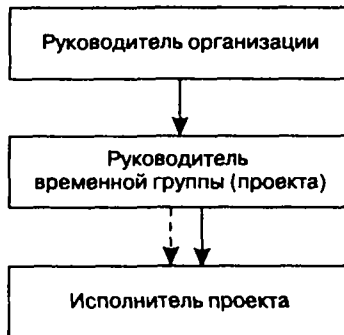 Руководитель организации
Руководитель
временной группы (проекта)
Исполнитель проекта